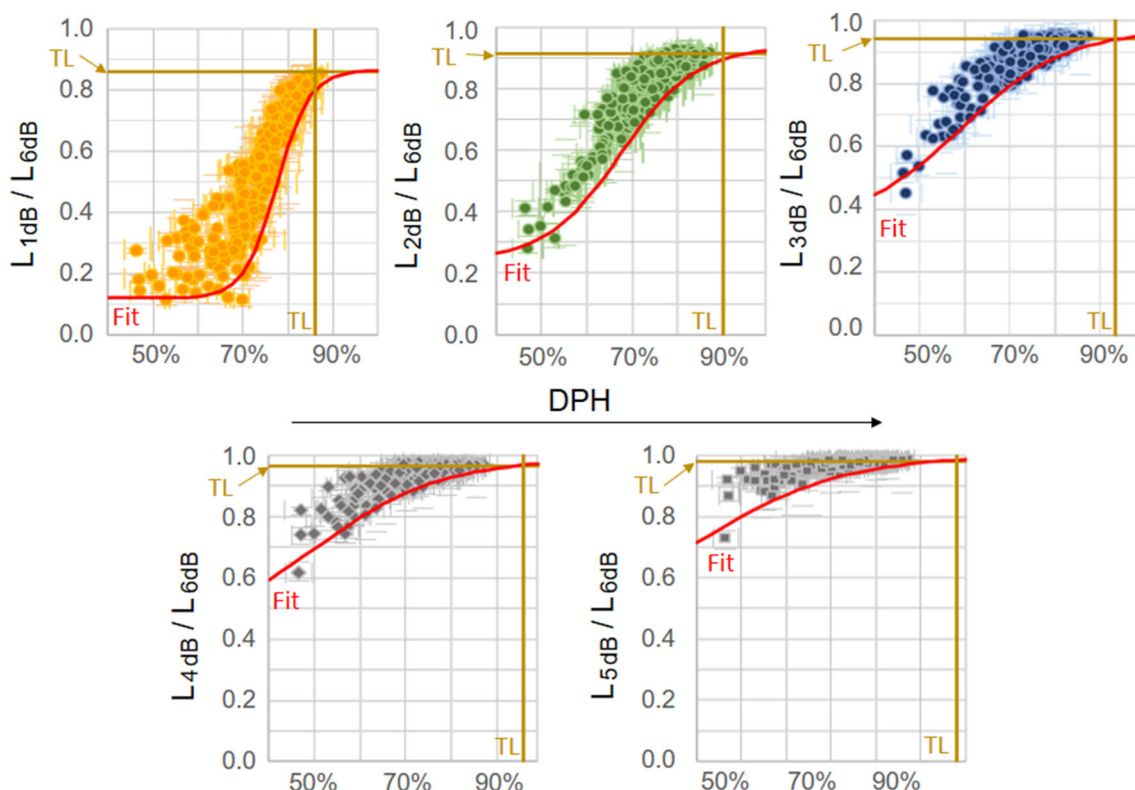 1.0
0.8
0.6
0.4
0.2
0.0
TL
L1dB / L6dB
Fit
TL
50% 70% 90%
1.0
0.8
0.6
0.4
0.2
0.0
TL
L2dB / L6dB
Fit
TL
50% 70% 90%
1.0
0.8
0.6
0.4
0.2
0.0
TL
L3dB / L6dB
Fit
TL
50% 70% 90%
DPH
1.0
0.8
0.6
0.4
0.2
0.0
TL
L4dB / L6dB
Fit
TL
50% 70% 90%
1.0
0.8
0.6
0.4
0.2
0.0
TL
L5dB / L6dB
Fit
TL
50% 70% 90%